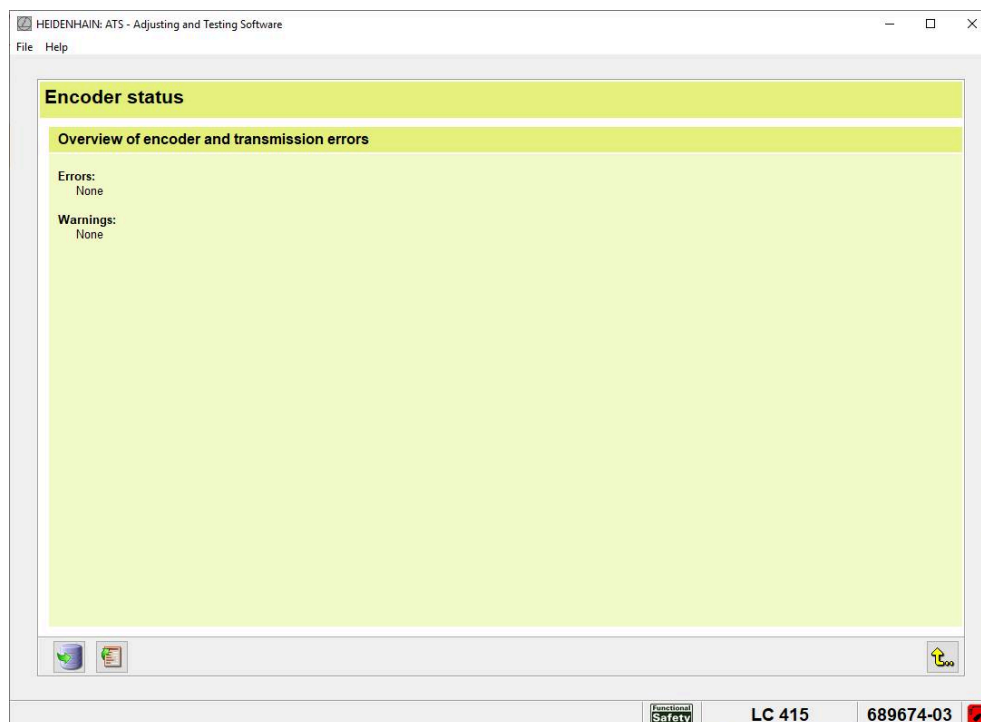 HEIDENHAIN: ATS - Adjusting and Testing Software
File Help
Encoder status
Overview of encoder and transmission errors
Errors:
None
Warnings:
None
Functional
Safety
LC 415
689674-03